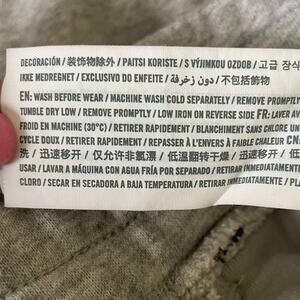 DECORACIÓN / 装饰物除外 / PAITSI KORISTE / S VÝJIMKOU OZDOB / 고급 장식
IKKE MEDREGNET / EXCLUSIVO DO ENFEITE / دون زخرفة / 不包括飾物
EN: WASH BEFORE WEAR / MACHINE WASH COLD SEPARATELY / REMOVE PROMPTLY
TUMBLE DRY LOW / REMOVE PROMPTLY / LOW IRON ON REVERSE SIDE FR: LAVER AV
FROID EN MACHINE (30°C) / RETIRER RAPIDEMENT / BLANCHIMENT SANS CHLORE UN
CYCLE DOUX / RETIRER RAPIDEMENT / REPASSER À L'ENVERS À FAIBLE CHALEUR CN:
洗 / 迅速移开 / 仅允许非氯漂 / 低温翻转干燥 / 迅速移开
USAR / LAVAR A MÁQUINA CON AGUA FRÍA POR SEPARADO / RETIRAR INMEDIATAMENTE
CLORO / SECAR EN SECADORA A BAJA TEMPERATURA / RETIRAR INMEDIATAMENTE / PL